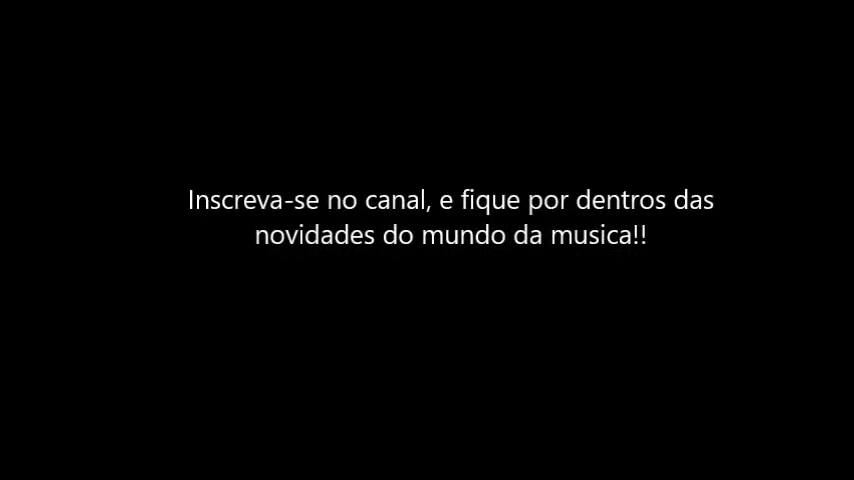 Inscreva-se no canal, e fique por dentros das
novidades do mundo da musica!!